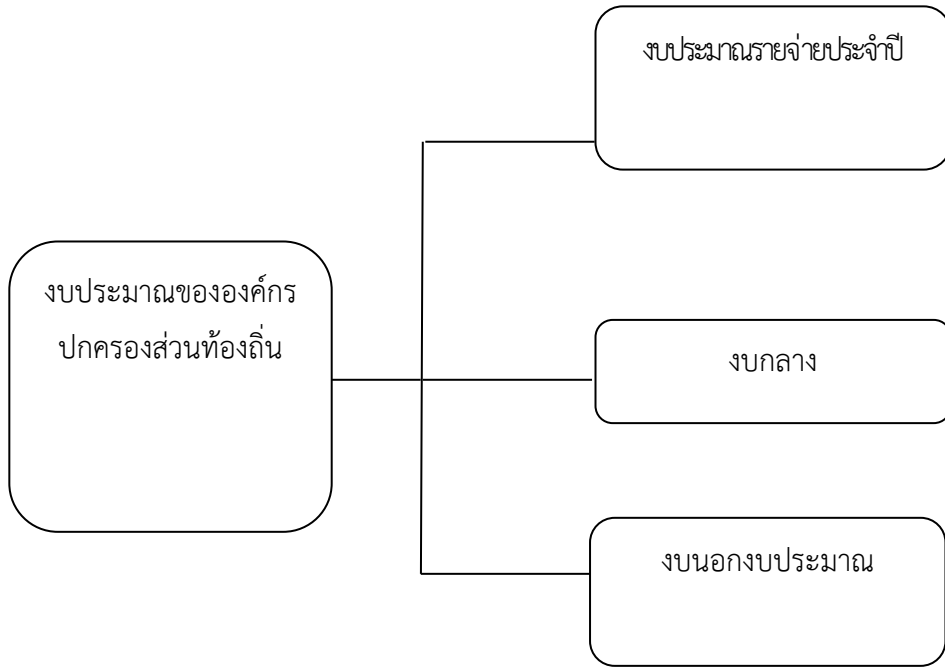 งบประมาณรายจ่ายประจำปี
งบประมาณขององค์กร
ปกครองส่วนท้องถิ่น
งบกลาง
งบนอกงบประมาณ